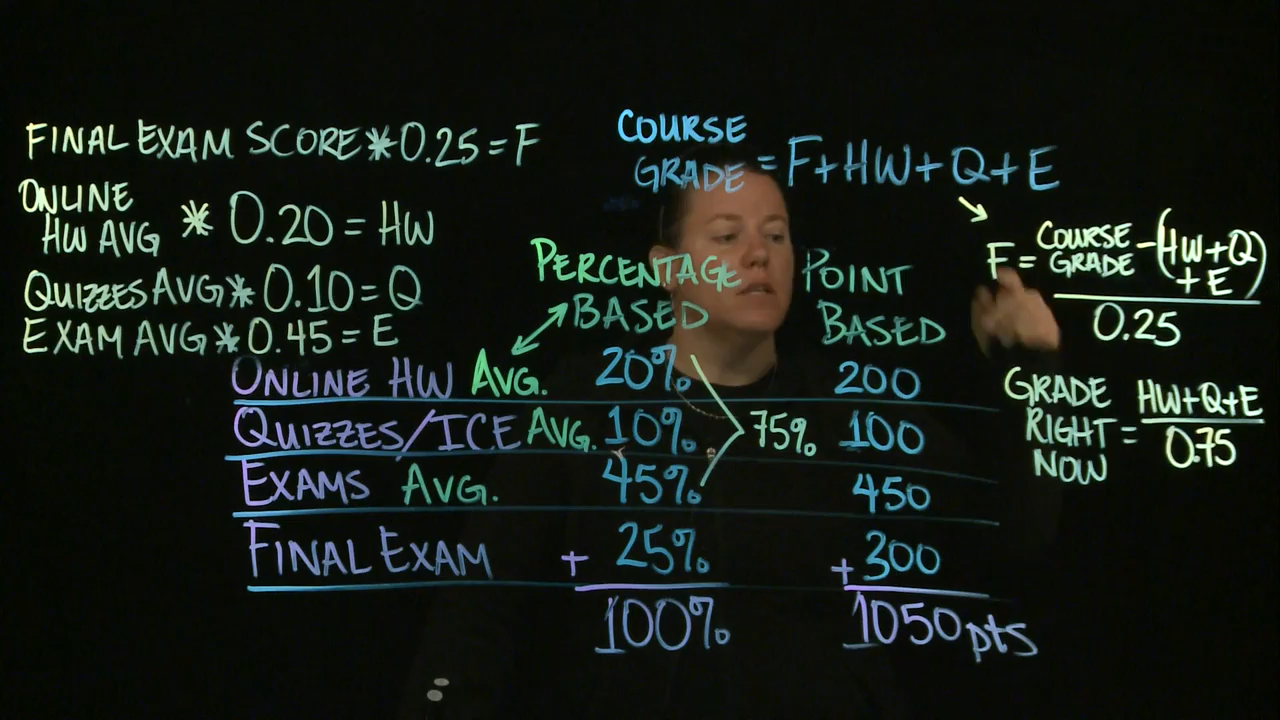 FINAL EXAM SCORE * 0.25 = F
ONLINE
HW AVG * 0.20 = HW
QUIZZES AVG * 0.10 = Q
EXAM AVG * 0.45 = E
COURSE
GRADE = F + HW + Q + E
F = COURSE GRADE - (HW + Q + E)
0.25
GRADE RIGHT NOW = HW + Q + E
0.75
PERCENTAGE BASED
POINT BASED
ONLINE HW AVG. 20% 200
QUIZZES/ICE AVG. 10% 75% 100
EXAMS AVG. 45% 450
FINAL EXAM + 25% + 300
100% 1050 pts